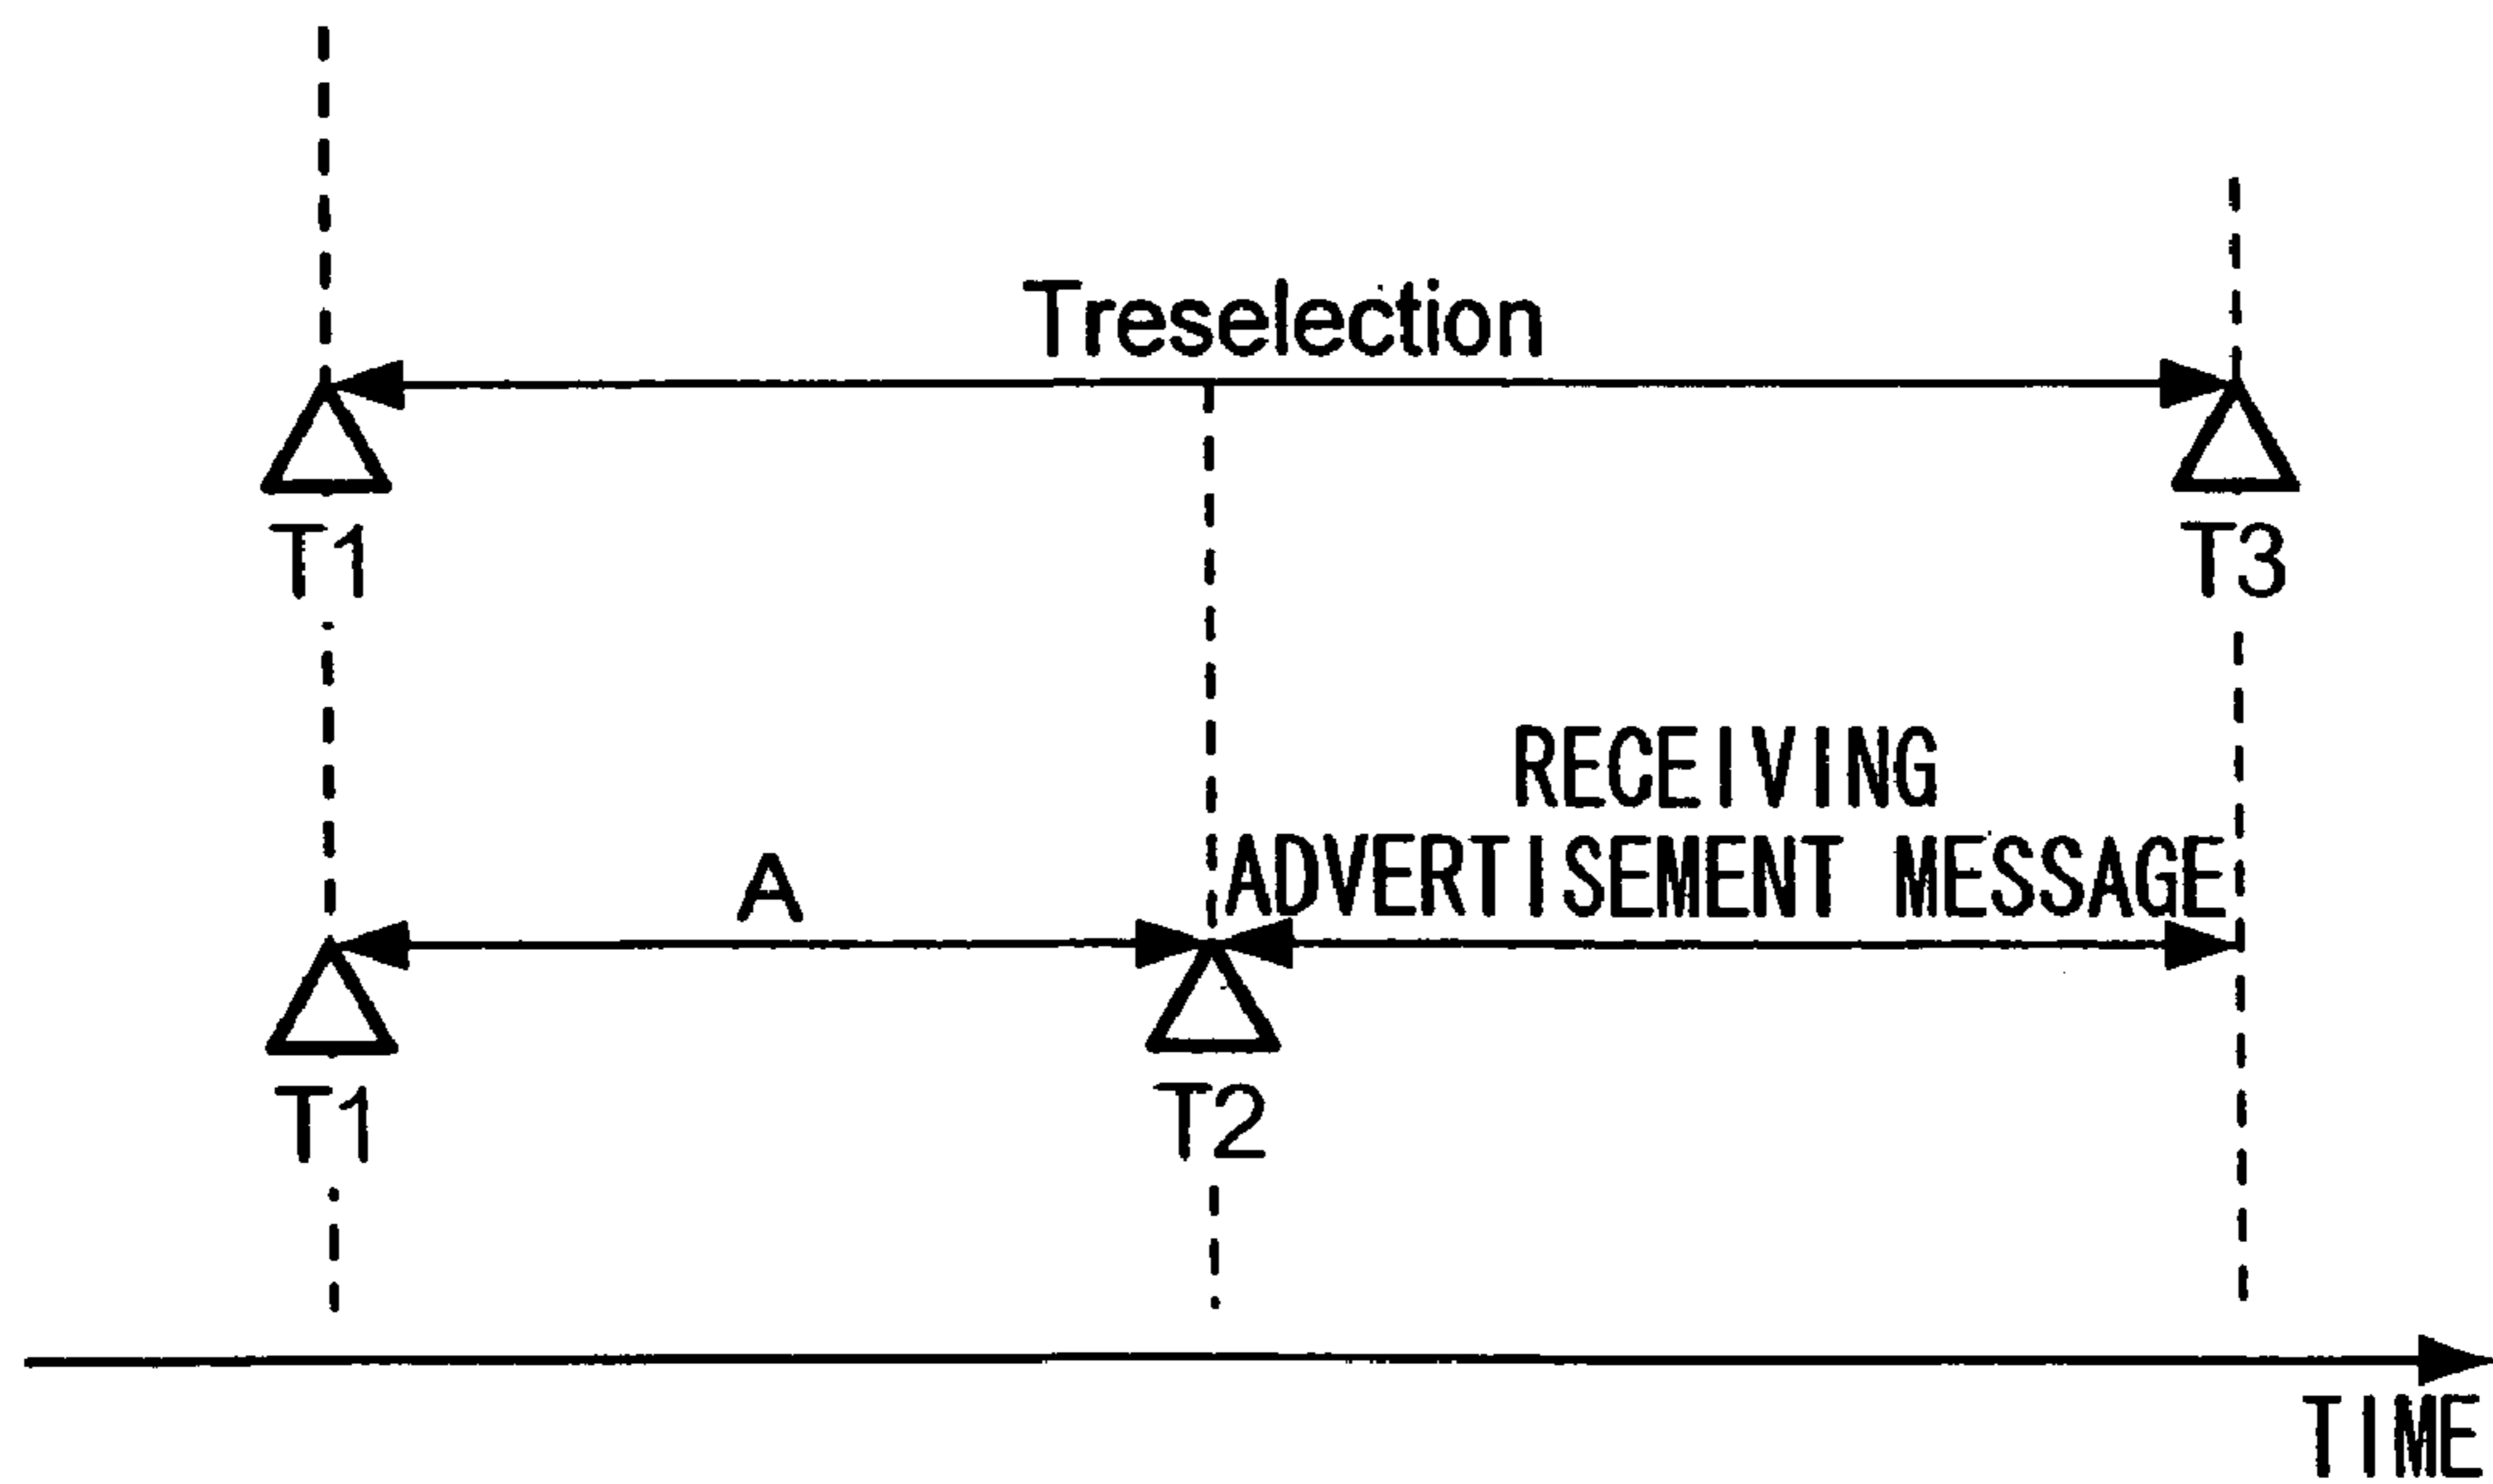 Treselection
T1
T3
RECEIVING
A
ADVERTISEMENT MESSAGE
T1
T2
TIME